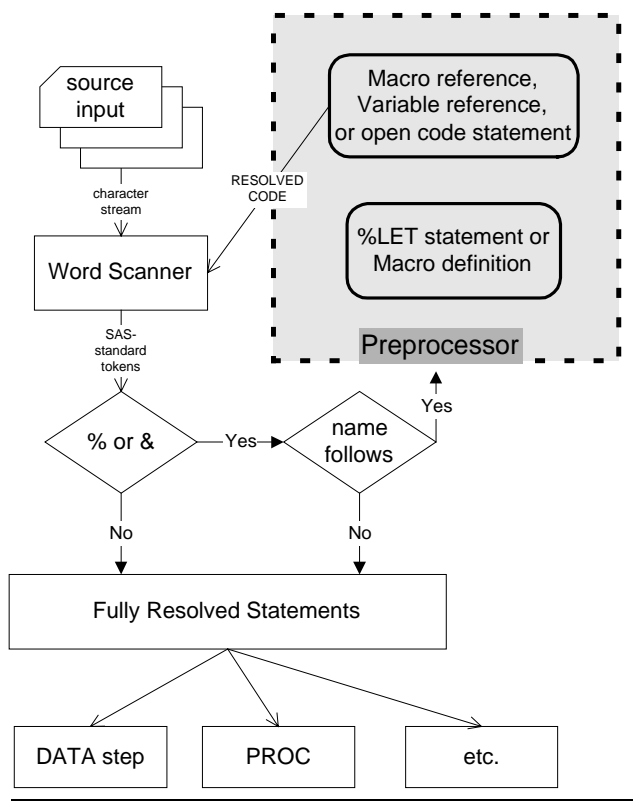 source
input
Macro reference,
Variable reference,
or open code statement
RESOLVED
CODE
character
stream
%LET statement or
Macro definition
Word Scanner
Preprocessor
SAS-
standard
tokens
% or &
Yes
name
follows
Yes
No
No
Fully Resolved Statements
DATA step
PROC
etc.